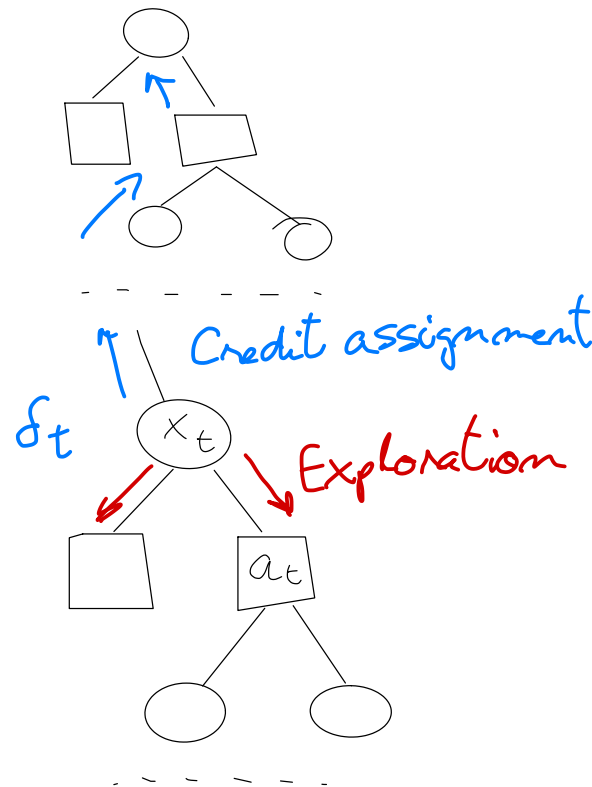 Credit assignment
δt
xt
Exploration
at